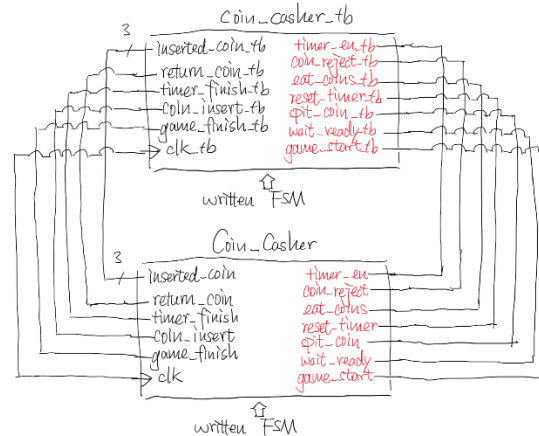 Coin_casher_tb
3
inserted_coin_tb
return_coin_tb
timer_finish_tb
coin_insert_tb
game_finish_tb
clk_tb
timer_en_tb
coin_reject_tb
eat_coins_tb
reset_timer_tb
spit_coin_tb
wait_ready_tb
game_start_tb
written FSM
Coin_Casher
3
inserted_coin
return_coin
timer_finish
coin_insert
game_finish
clk
timer_en
coin_reject
eat_coins
reset_timer
spit_coin
wait_ready
game_start
written FSM